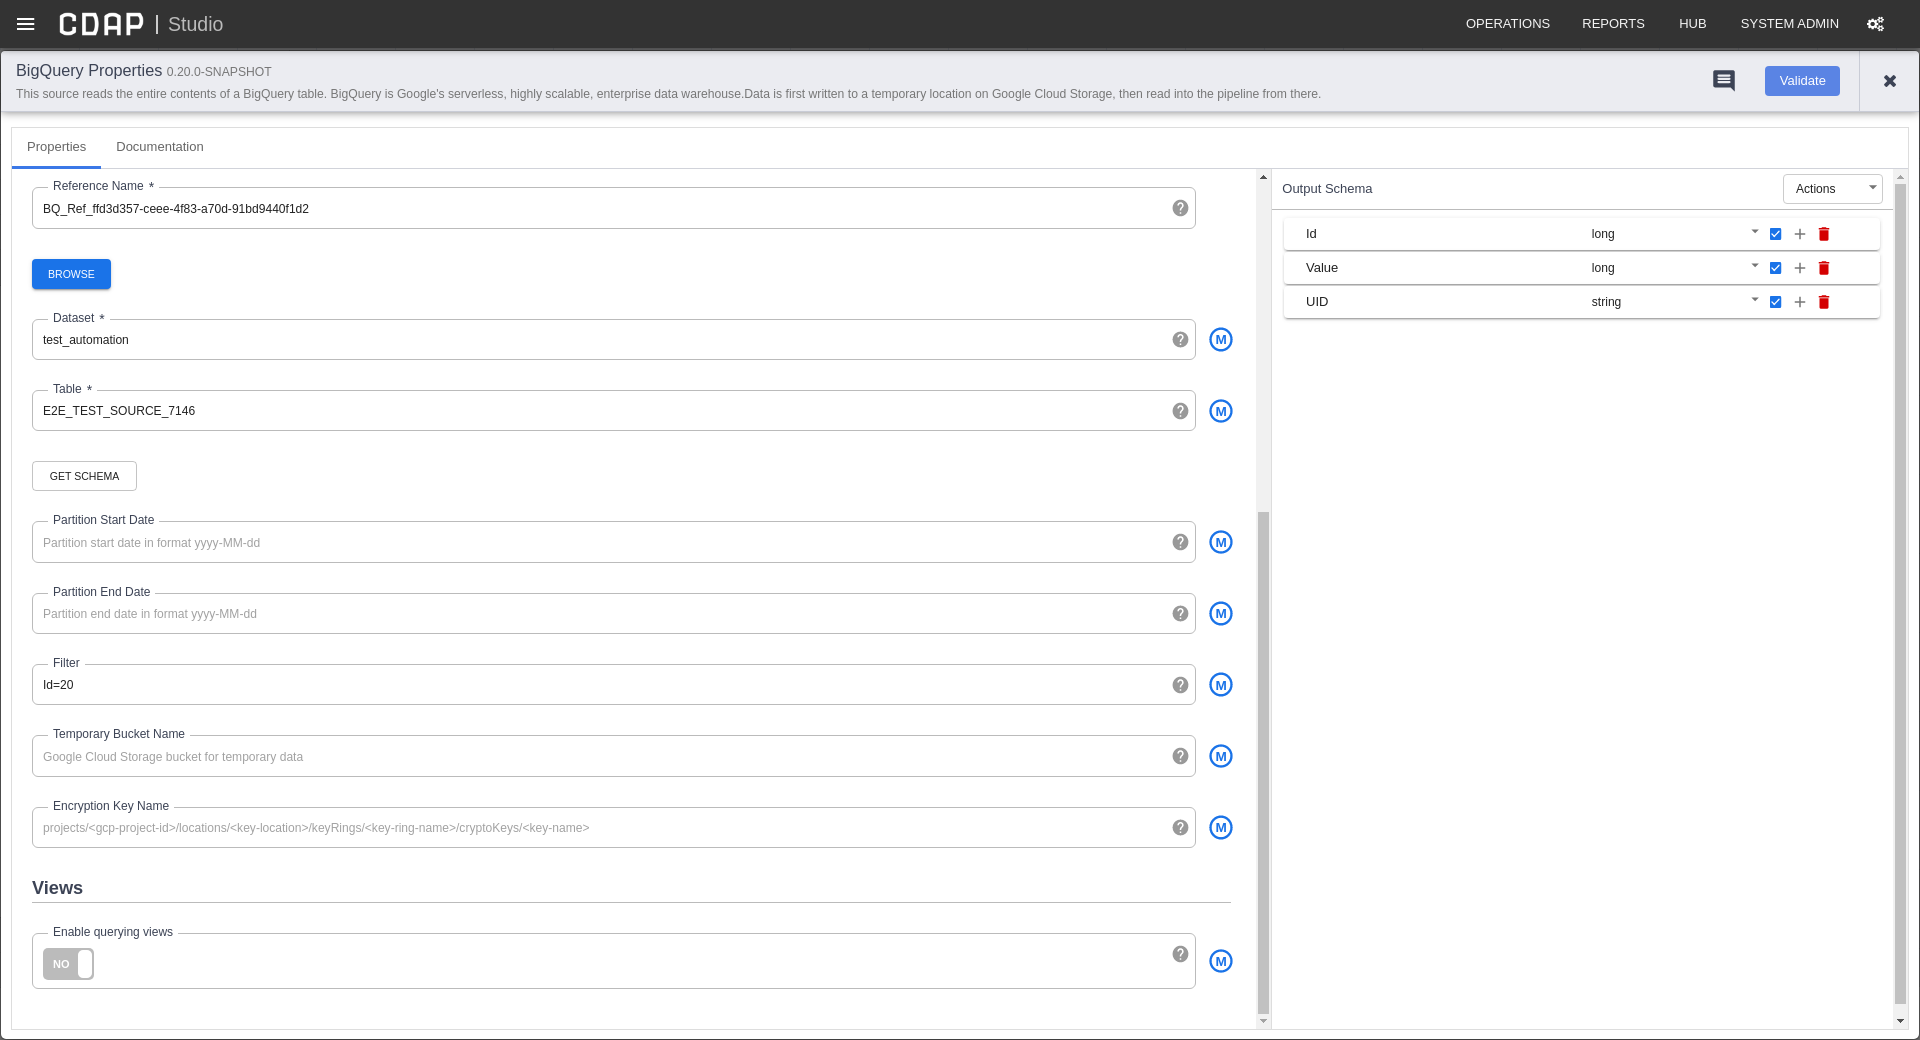 CDAP | Studio
OPERATIONS REPORTS HUB SYSTEM ADMIN
BigQuery Properties 0.20.0-SNAPSHOT
This source reads the entire contents of a BigQuery table. BigQuery is Google's serverless, highly scalable, enterprise data warehouse.Data is first written to a temporary location on Google Cloud Storage, then read into the pipeline from there.
Validate
Properties Documentation
Reference Name *
BQ_Ref_ffd3d357-ceee-4f83-a70d-91bd9440f1d2
BROWSE
Dataset *
test_automation
M
Table *
E2E_TEST_SOURCE_7146
M
GET SCHEMA
Partition Start Date
Partition start date in format yyyy-MM-dd
M
Partition End Date
Partition end date in format yyyy-MM-dd
M
Filter
Id=20
M
Temporary Bucket Name
Google Cloud Storage bucket for temporary data
M
Encryption Key Name
projects/<gcp-project-id>/locations/<key-location>/keyRings/<key-ring-name>/cryptoKeys/<key-name>
M
Views
Enable querying views
NO
M
Output Schema
Actions
Id long
Value long
UID string